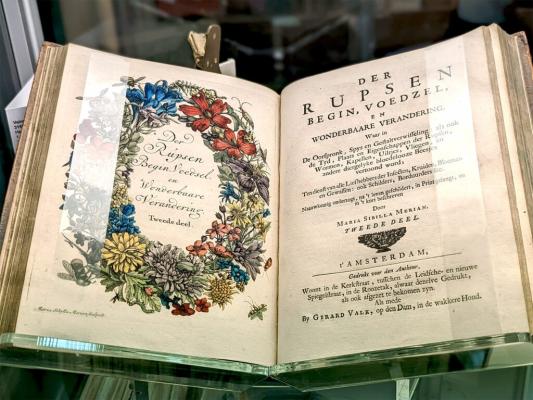 Der
Rupsen
Begin, Voedsel,
en
Wonderbaare
Verandering
Tweede deel.
DER
RUPSEN
BEGIN, VOEDZEL,
EN
WONDERBAARE VERANDERING.
Waar in
De Oorspronk, Spys en Gestaltverwisseling: als ook
de Tyd, Plaats en Eigenschappen der Rupsen,
Wormen, Kapellen, Uiltjes, Vliegen, en
andere diergelyke bloedelooze Beesjes
vertoond word;
Ten dienst van alle Liefhebbers der Insecten, Kruiden, Bloemen
en Gewassen: ook Schilders, Borduurders &c.
Naauwkeurig onderzogt, na 't leven geschildert, in Print gebragt, en
in 't kort beschreven
Door
MARIA SIBILLA MERIAN.
TWEEDE DEEL.
't AMSTERDAM,
Gedrukt voor den Autheur.
Woont in de Kerkstraat, tusschen de Leidsche- en nieuwe
Spiegelstraat, in de Roozetak, alwaar dezelve Gedrukt,
als ook afgezet te bekomen zyn.
Als mede
By GERARD VALK, op den Dam, in de wakkere Hond.